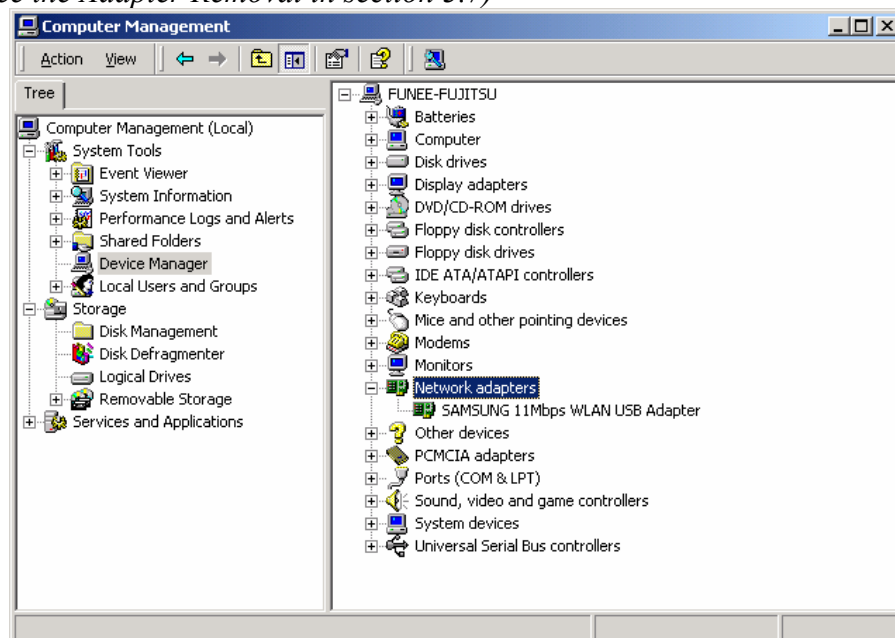 ee the Adapter Removal in section 3.7)
Computer Management
Action View
Tree
Computer Management (Local)
System Tools
Event Viewer
System Information
Performance Logs and Alerts
Shared Folders
Device Manager
Local Users and Groups
Storage
Disk Management
Disk Defragmenter
Logical Drives
Removable Storage
Services and Applications
FUNEE-FUJITSU
Batteries
Computer
Disk drives
Display adapters
DVD/CD-ROM drives
Floppy disk controllers
Floppy disk drives
IDE ATA/ATAPI controllers
Keyboards
Mice and other pointing devices
Modems
Monitors
Network adapters
SAMSUNG 11Mbps WLAN USB Adapter
Other devices
PCMCIA adapters
Ports (COM & LPT)
Sound, video and game controllers
System devices
Universal Serial Bus controllers